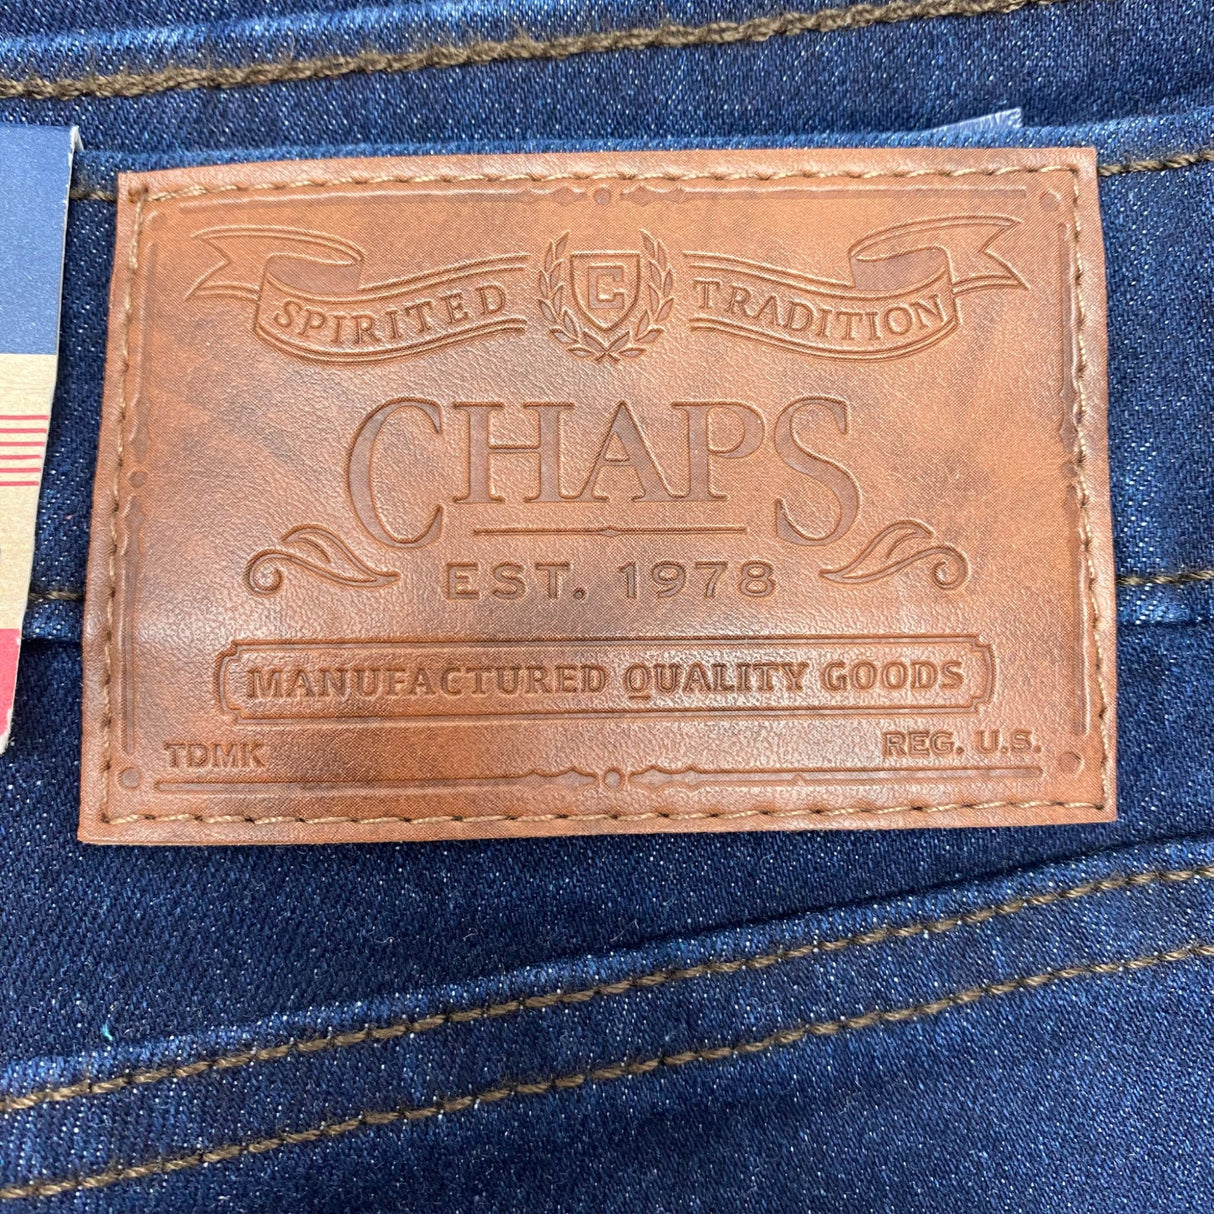 SPIRITED C TRADITION
CHAPS
EST. 1978
MANUFACTURED QUALITY GOODS
TDMK REG. U.S.